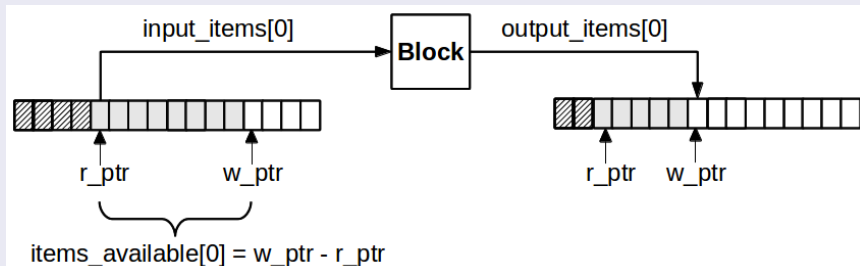 input_items[0]
Block
output_items[0]
r_ptr
w_ptr
r_ptr
w_ptr
items_available[0] = w_ptr - r_ptr